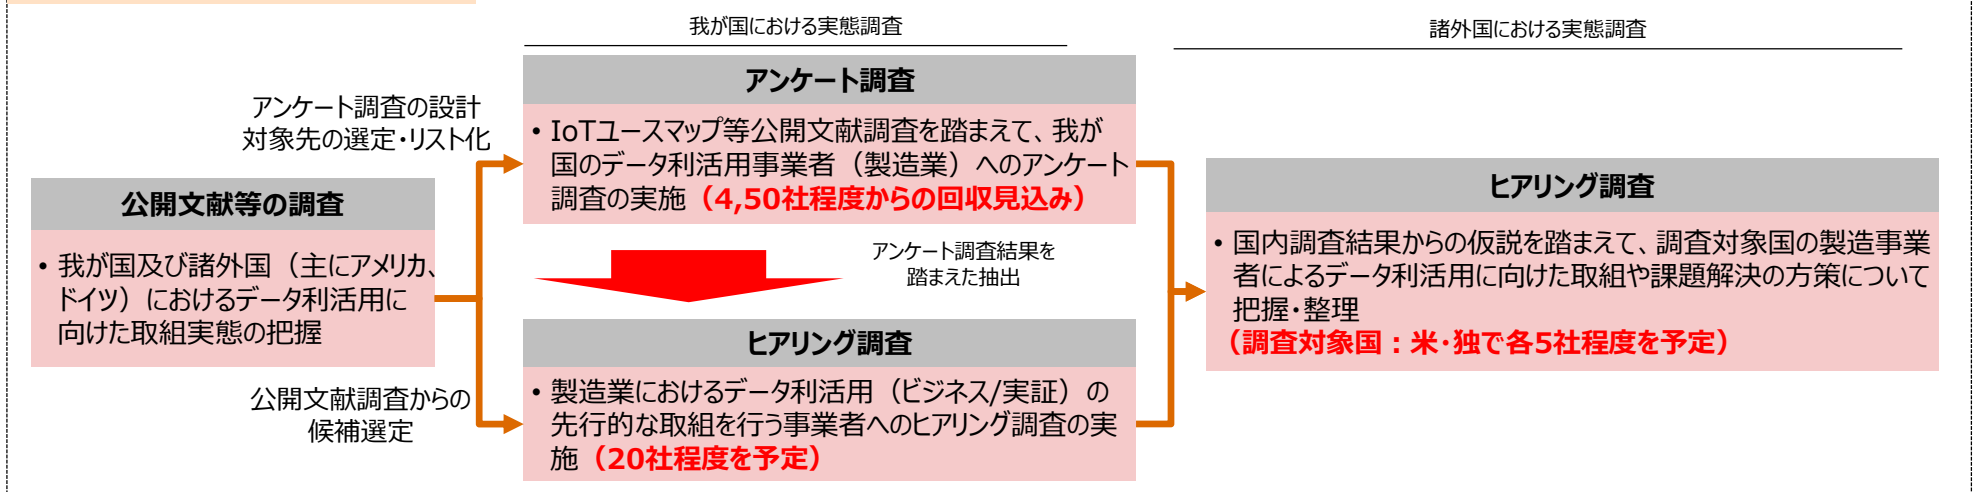 我が国における実態調査
諸外国における実態調査
アンケート調査の設計
対象先の選定・リスト化
公開文献等の調査
• 我が国及び諸外国（主にアメリカ、
ドイツ）におけるデータ利活用に
向けた取組実態の把握
公開文献調査からの
候補選定
アンケート調査
• IoTユースマップ等公開文献調査を踏まえて、我が
国のデータ利活用事業者（製造業）へのアンケート
調査の実施（4,50社程度からの回収見込み）
アンケート調査結果を
踏まえた抽出
ヒアリング調査
• 製造業におけるデータ利活用（ビジネス/実証）の
先行的な取組を行う事業者へのヒアリング調査の実
施（20社程度を予定）
ヒアリング調査
• 国内調査結果からの仮説を踏まえて、調査対象国の製造事業
者によるデータ利活用に向けた取組や課題解決の方策について
把握・整理
（調査対象国：米・独で各5社程度を予定）